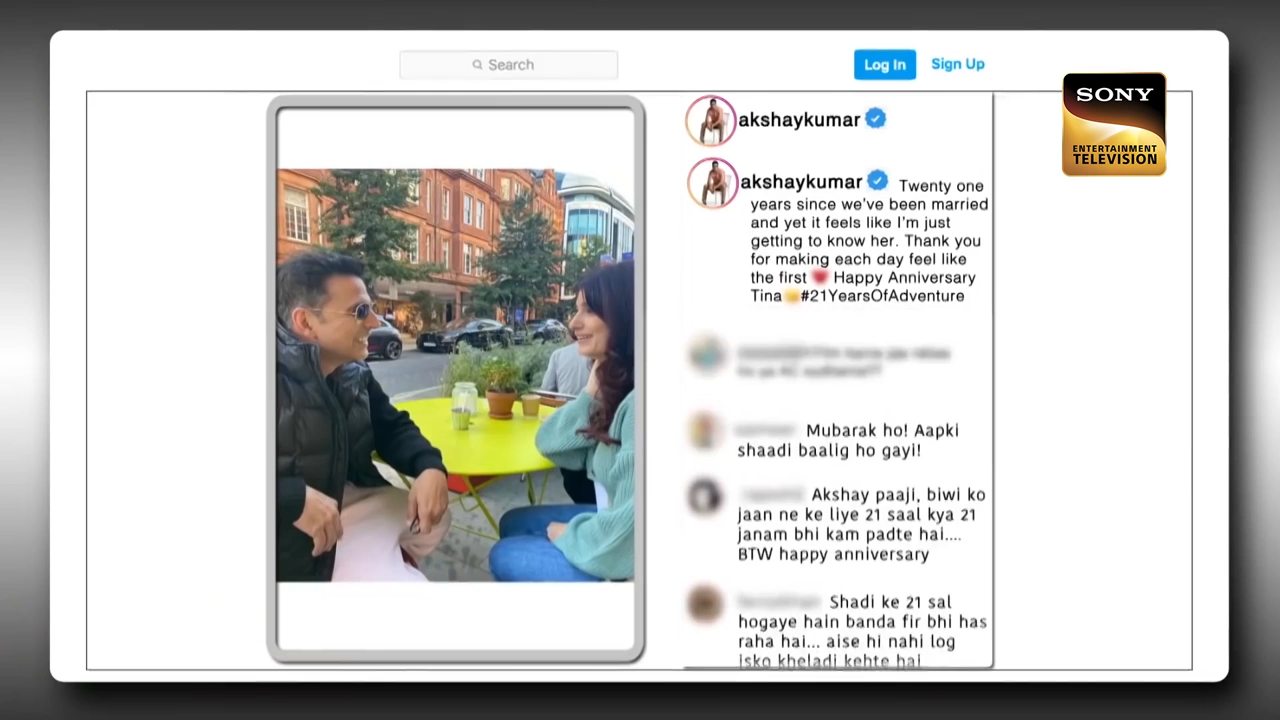 Search
Log In
Sign Up
SONY
ENTERTAINMENT
TELEVISION
akshaykumar
akshaykumar Twenty one
years since we've been married
and yet it feels like I'm just
getting to know her. Thank you
for making each day feel like
the first ❤️ Happy Anniversary
Tina #21YearsOfAdventure
Mubarak ho! Aapki
shaadi baalig ho gayi!
Akshay paaji, biwi ko
jaan ne ke liye 21 saal kya 21
janam bhi kam padte hai....
BTW happy anniversary
Shadi ke 21 sal
hogaye hain banda fir bhi has
raha hai... aise hi nahi log
isko kheladi kehte hai